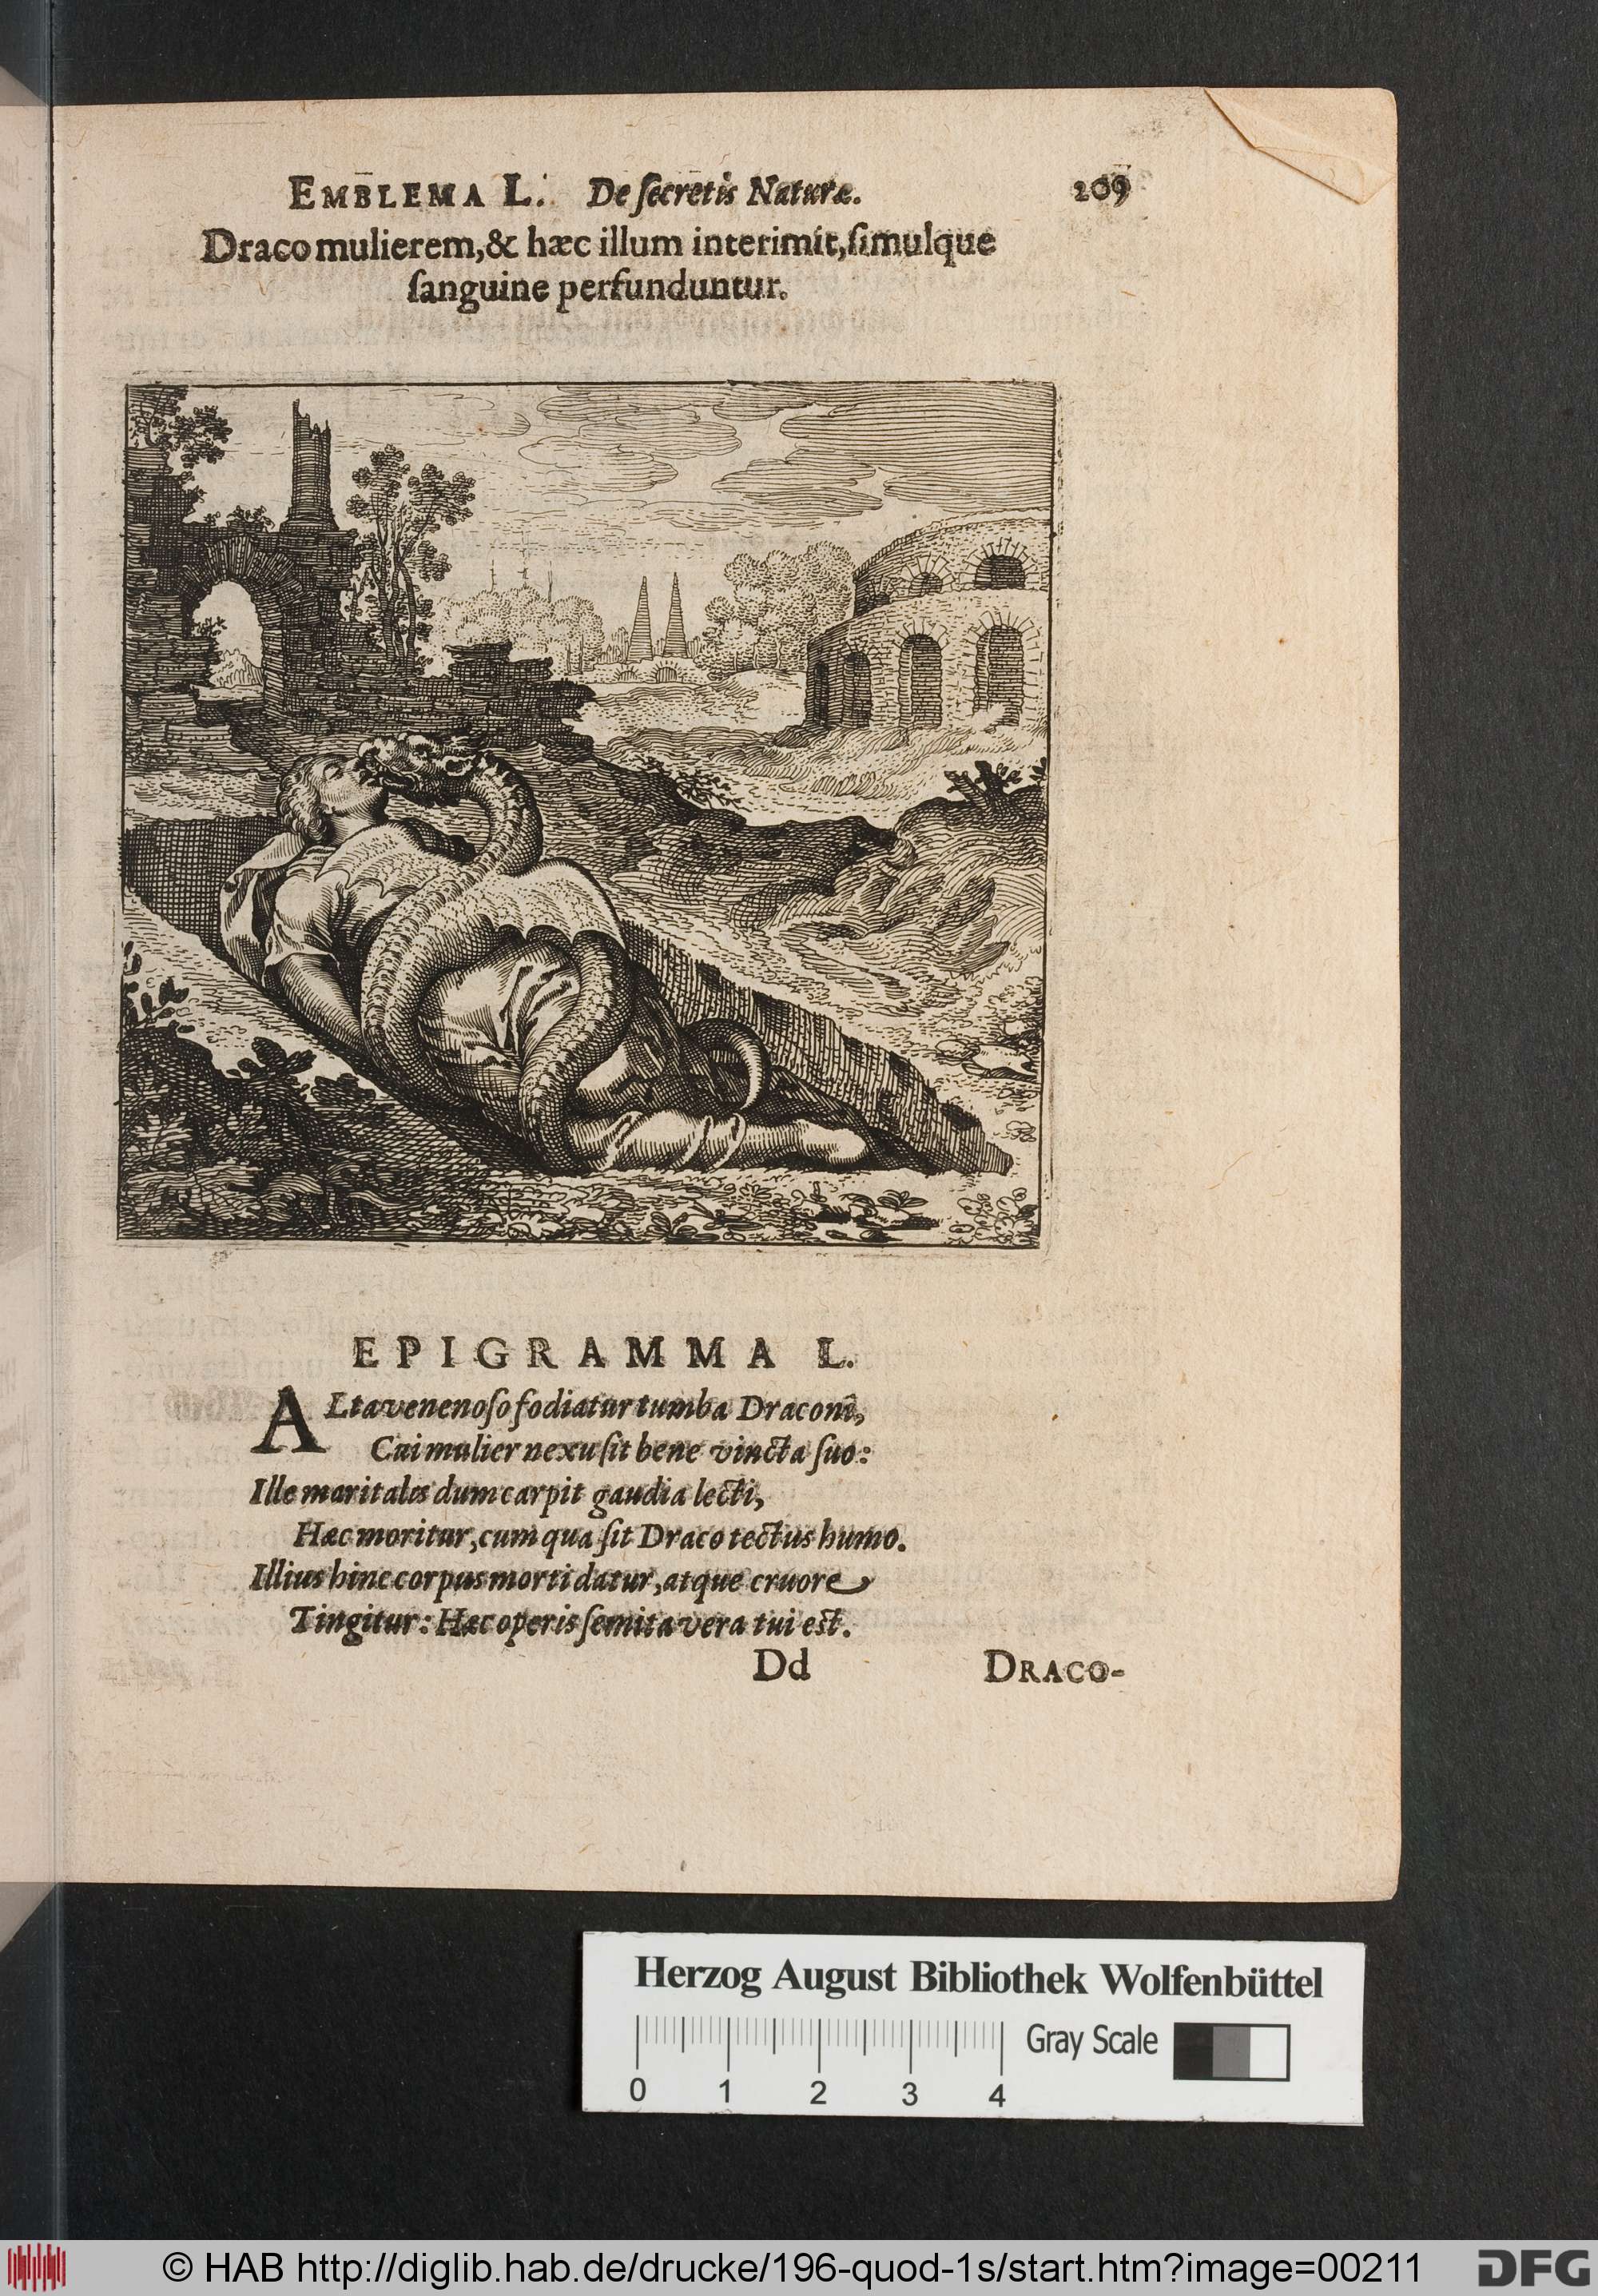 EMBLEMA L. De ſecretis Naturæ. 209
Draco mulierem, & hæc illum interimit, ſimulque
ſanguine perfunduntur.
EPIGRAMMA L.
ALta venenoſo fodiatur tumba Draconi,
Cui mulier nexu ſit bene vincta ſuo:
Ille maritales dum carpit gaudia lecti,
Hæc moritur, cum qua ſit Draco tectus humo.
Illius hinc corpus morti datur, atque cruore
Tingitur: Hæc operis ſemita vera tui est.
Dd DRACO-
Herzog August Bibliothek Wolfenbüttel
Gray Scale
0 1 2 3 4
© HAB http://diglib.hab.de/drucke/196-quod-1s/start.htm?image=00211
DFG